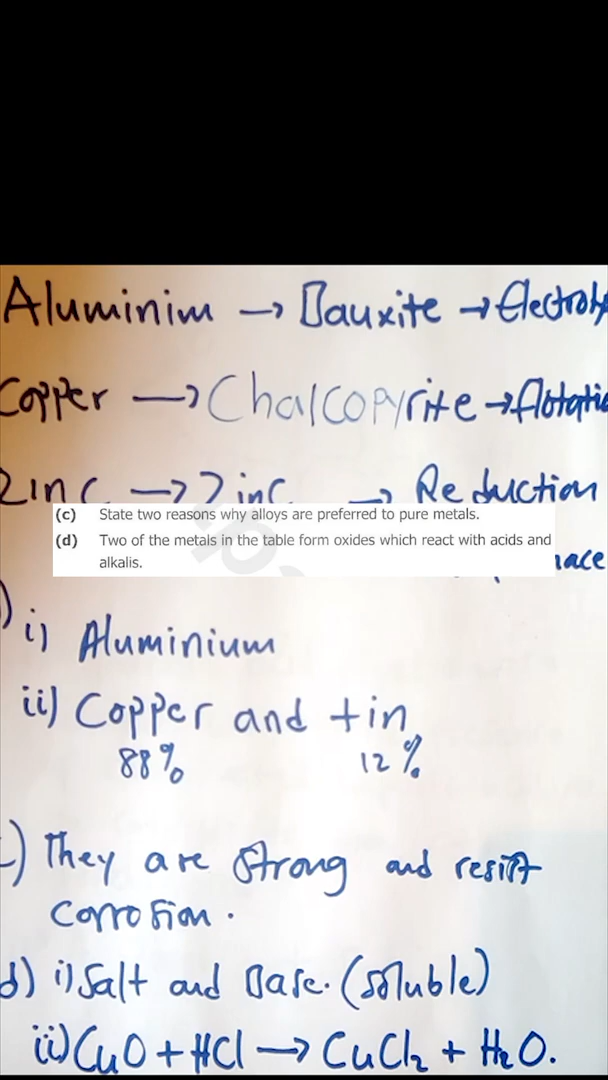 Aluminim → Bauxite → Electroly
Copper → Chalcopyrite → flotatio
Zinc → Zinc → Reduction
(c) State two reasons why alloys are preferred to pure metals.
(d) Two of the metals in the table form oxides which react with acids and
alkalis.
nace
) i) Aluminium
ii) Copper and tin
88% 12%
) They are strong and resist
corrosion.
d) i) Salt and Base. (soluble)
ii) CuO + HCl → CuCl2 + H2O.